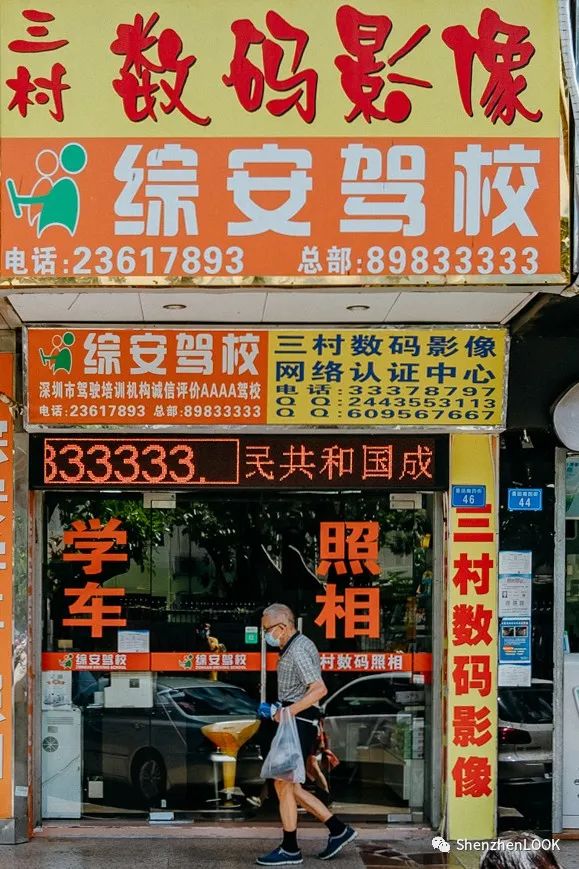 三村 数码影像
综安驾校
电话:23617893 总部:89833333
综安驾校
深圳市驾驶培训机构诚信评价AAAA驾校
电话:23617893 总部:89833333
三村数码影像
网络认证中心
电话:33378797
QQ:2443553113
QQ:609567667
333333. 民共和国成
46
44
学车
照相
综安驾校
综安驾校
村数码照相
三村数码影像
ShenzhenLOOK